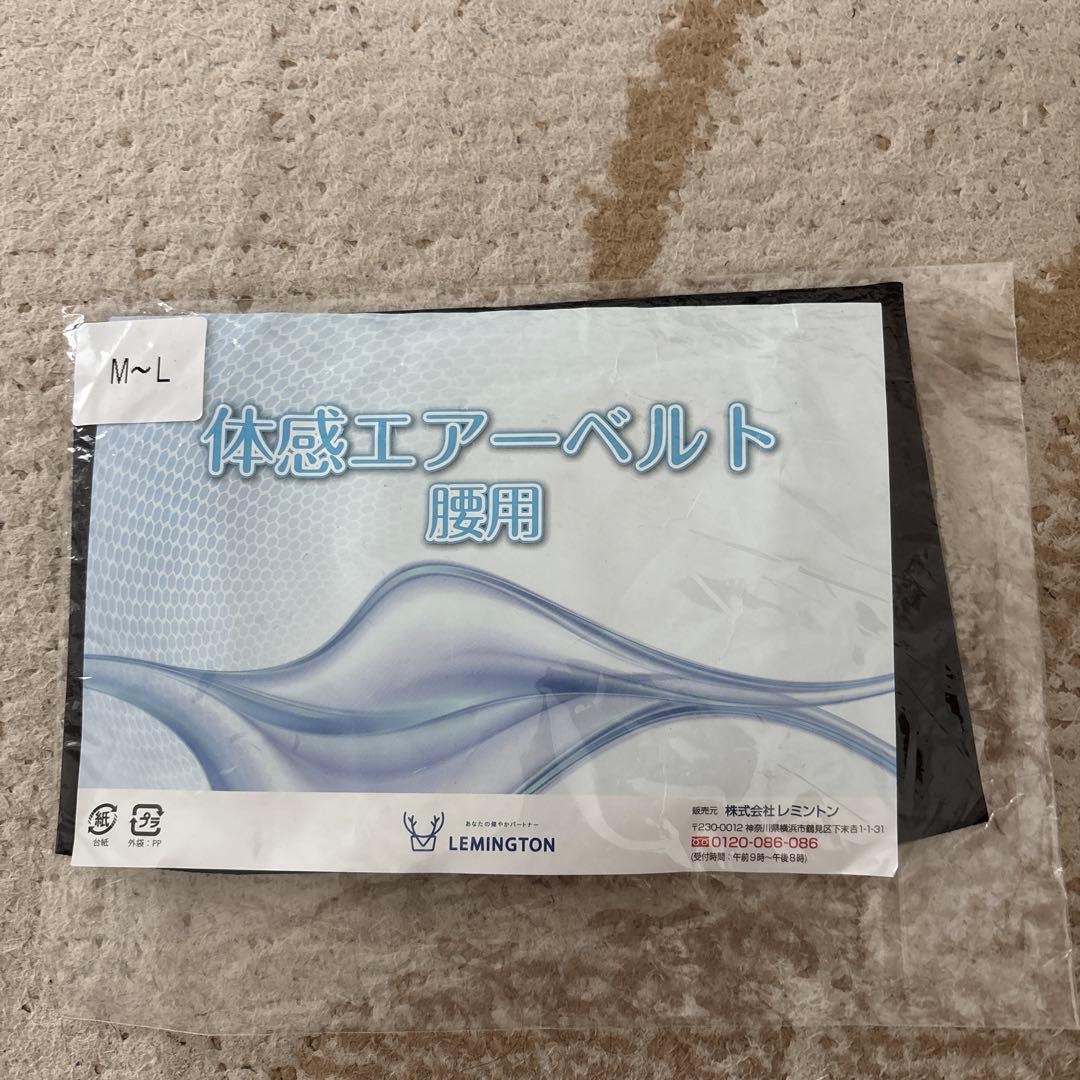 M～L
体感エアーベルト
腰用
紙
台紙
プラ
外袋：PP
あなたの健やかパートナー
LEMINGTON
販売元 株式会社レミントン
〒230-0012 神奈川県横浜市鶴見区下末吉1-1-31
0120-086-086
(受付時間：午前9時～午後8時)